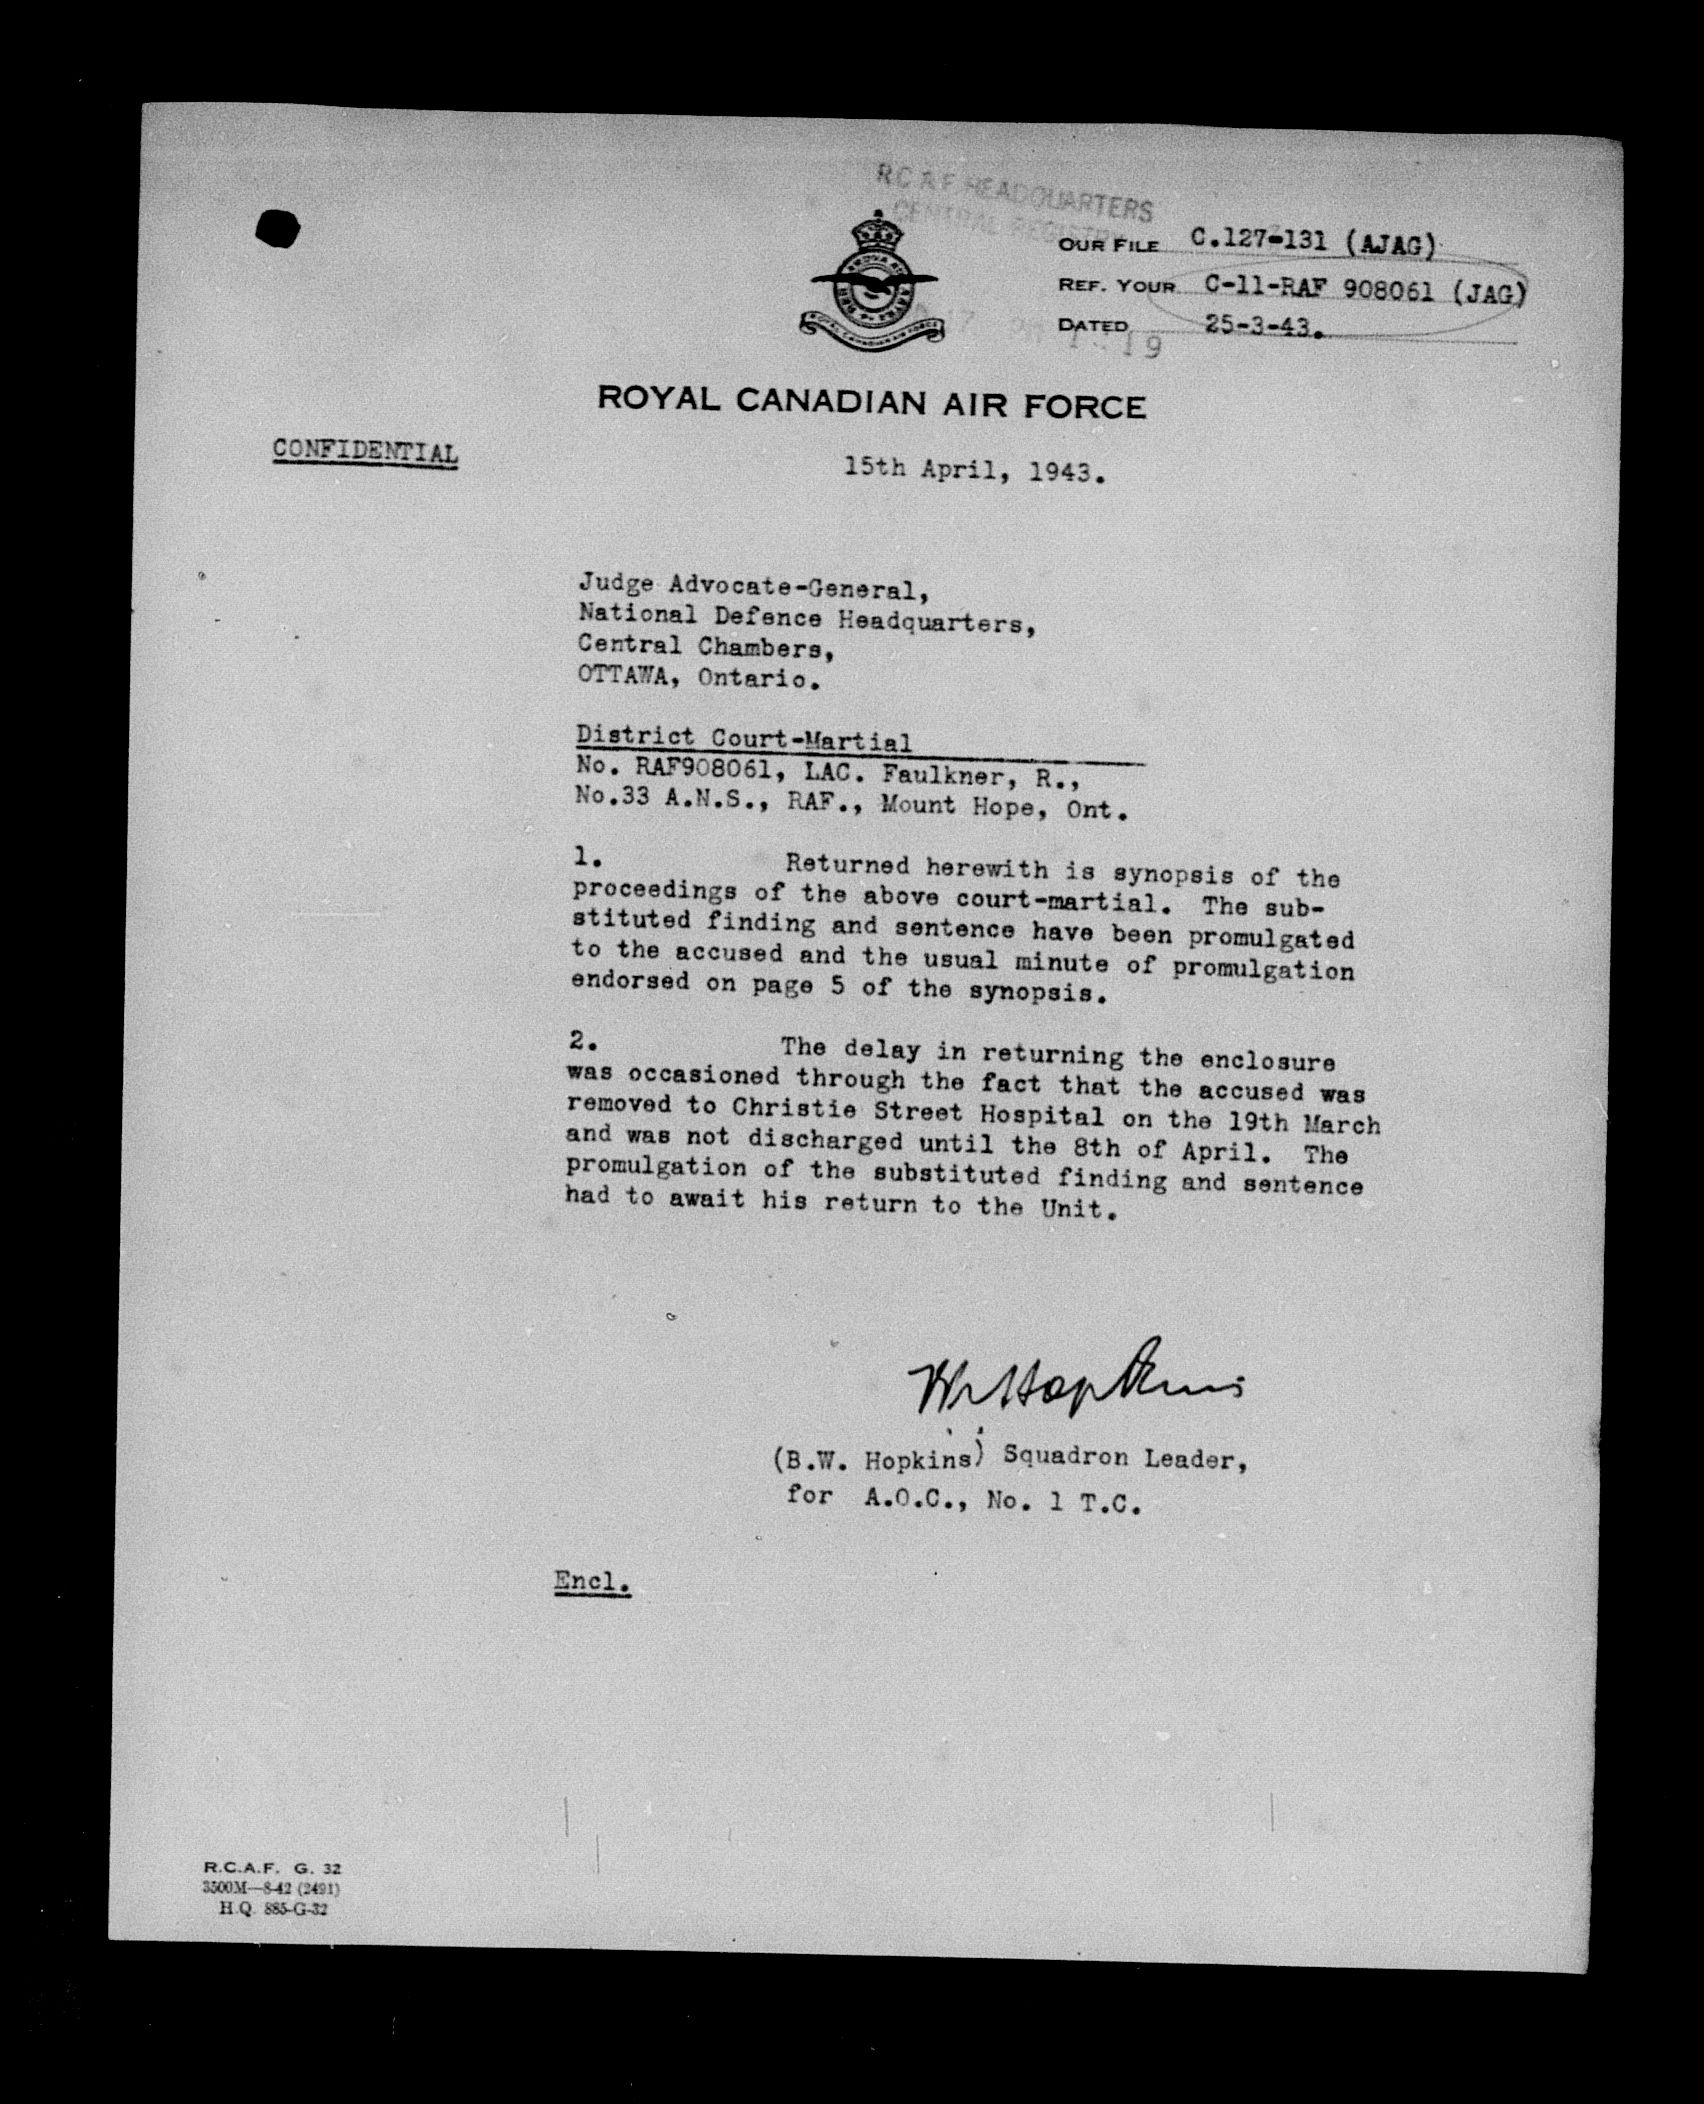 R C A F HEADQUARTERS
CENTRAL REGISTRY
OUR FILE C.127-131 (AJAG)
REF. YOUR C-11-RAF 908061 (JAG)
DATED 25-3-43.
ROYAL CANADIAN AIR FORCE
CONFIDENTIAL
15th April, 1943.
Judge Advocate-General,
National Defence Headquarters,
Central Chambers,
OTTAWA, Ontario.
District Court-Martial
No. RAF908061, LAC. Faulkner, R.,
No.33 A.N.S., RAF., Mount Hope, Ont.
1. Returned herewith is synopsis of the
proceedings of the above court-martial. The sub-
stituted finding and sentence have been promulgated
to the accused and the usual minute of promulgation
endorsed on page 5 of the synopsis.
2. The delay in returning the enclosure
was occasioned through the fact that the accused was
removed to Christie Street Hospital on the 19th March
and was not discharged until the 8th of April. The
promulgation of the substituted finding and sentence
had to await his return to the Unit.
(B.W. Hopkins) Squadron Leader,
for A.O.C., No. 1 T.C.
Encl.
R.C.A.F. G. 32
3500M—8-42 (2491)
H.Q. 885-G-32